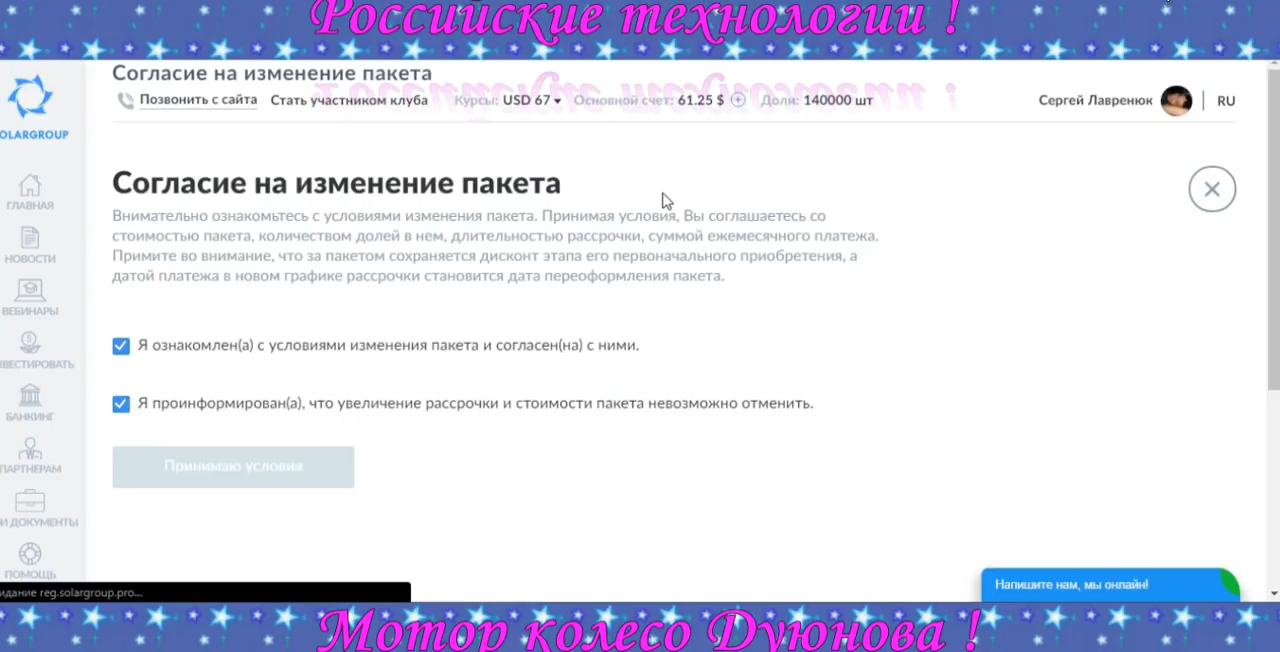 Российские технологии !
Согласие на изменение пакета
Позвонить с сайта Стать участником клуба Курсы: USD 67 Основной счет: 61.25 $ Доли: 140000 шт Сергей Лавренюк RU
OLARGROUP
Согласие на изменение пакета
Внимательно ознакомьтесь с условиями изменения пакета. Принимая условия, Вы соглашаетесь со
стоимостью пакета, количеством долей в нем, длительностью рассрочки, суммой ежемесячного платежа.
Примите во внимание, что за пакетом сохраняется дисконт этапа его первоначального приобретения, а
датой платежа в новом графике рассрочки становится дата переоформления пакета.
ГЛАВНАЯ
НОВОСТИ
ВЕБИНАРЫ
НВЕСТИРОВАТЬ
БАНКИНГ
ПАРТНЕРАМ
И ДОКУМЕНТЫ
ПОМОЩЬ
Я ознакомлен(а) с условиями изменения пакета и согласен(на) с ними.
Я проинформирован(а), что увеличение рассрочки и стоимости пакета невозможно отменить.
Принимаю условия
идание reg.solargroup.pro...
Напишите нам, мы онлайн!
Мотор колесо Дуюнова !